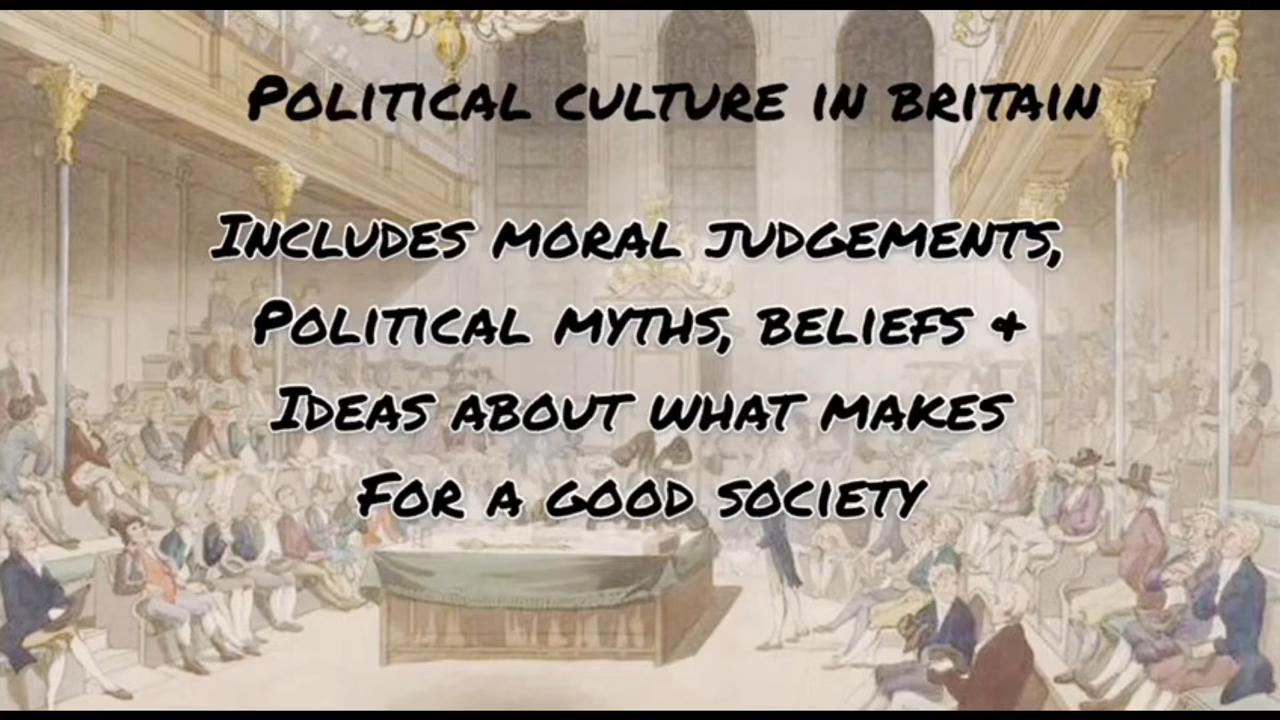 Political culture in Britain
Includes moral judgements,
Political myths, beliefs &
Ideas about what makes
For a good society